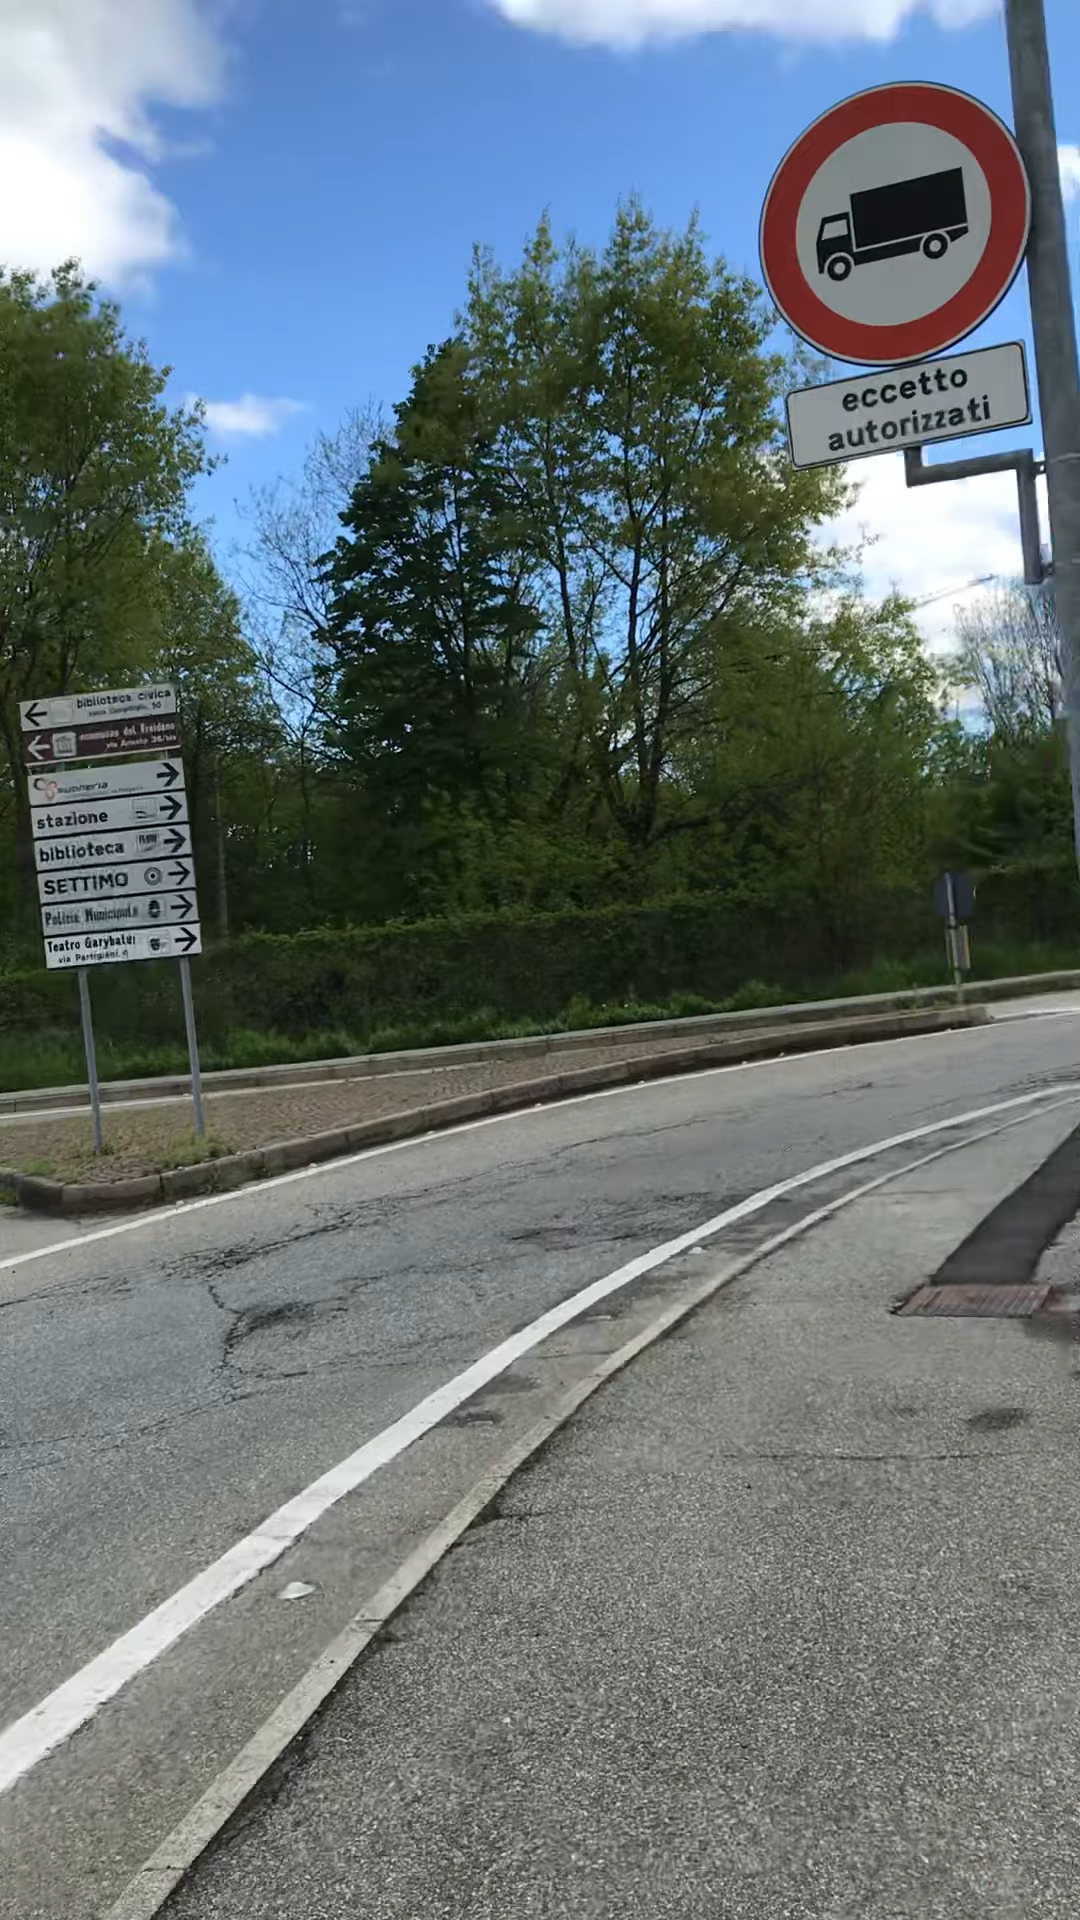 eccetto
autorizzati
biblioteca civica
ecomuseo del Freidano
via Ariosto 36/bis
suoneria
stazione
biblioteca
SETTIMO
Polizia Municipale
Teatro Garybaldi
via Partigiani, 4